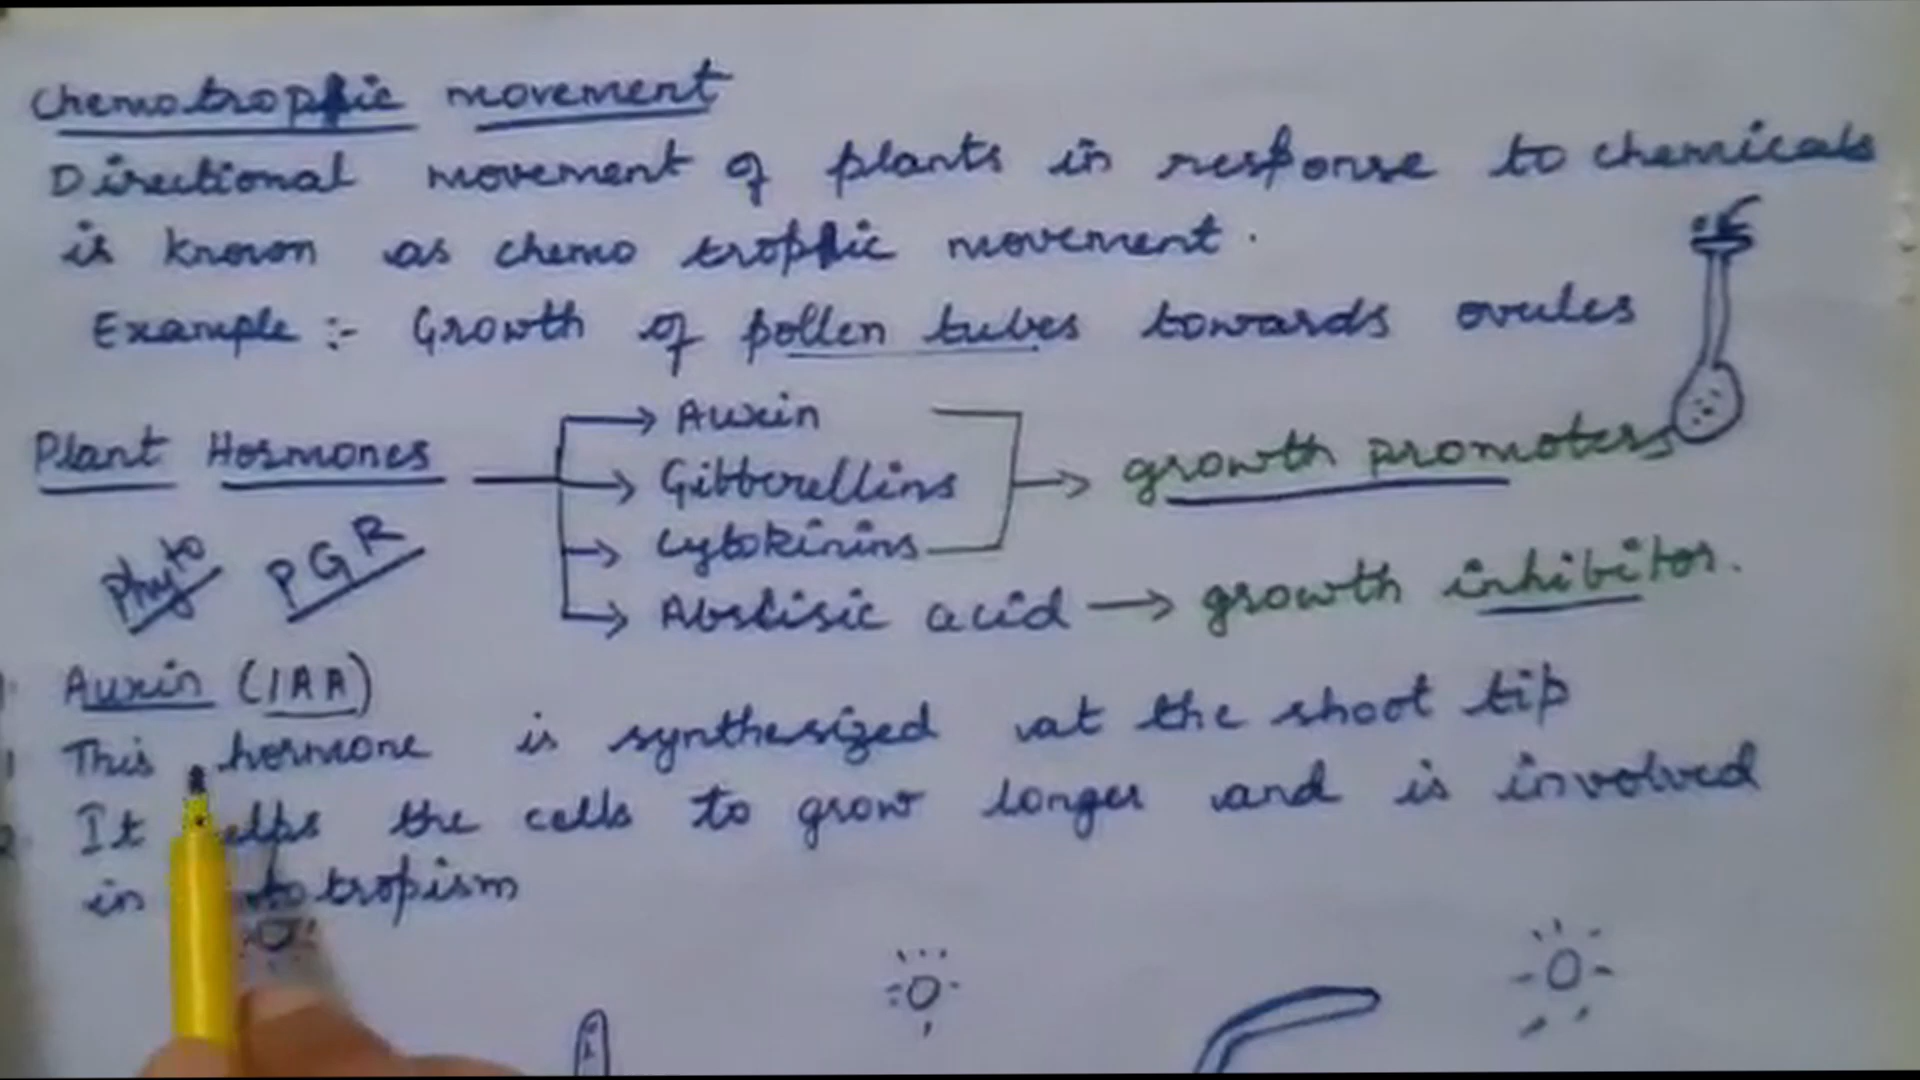 Chemotropic movement
Directional movement of plants in response to chemicals
is known as chemo tropic movement.
Example :- Growth of pollen tubes towards ovules
Plant Hormones
Auxin
Gibberellins
Cytokinins
growth promoters
Abscisic acid → growth inhibitor.
Phyto PGR
Auxin (IAA)
This hormone is synthesized at the shoot tip
It the cells to grow longer and is involved
in tropism